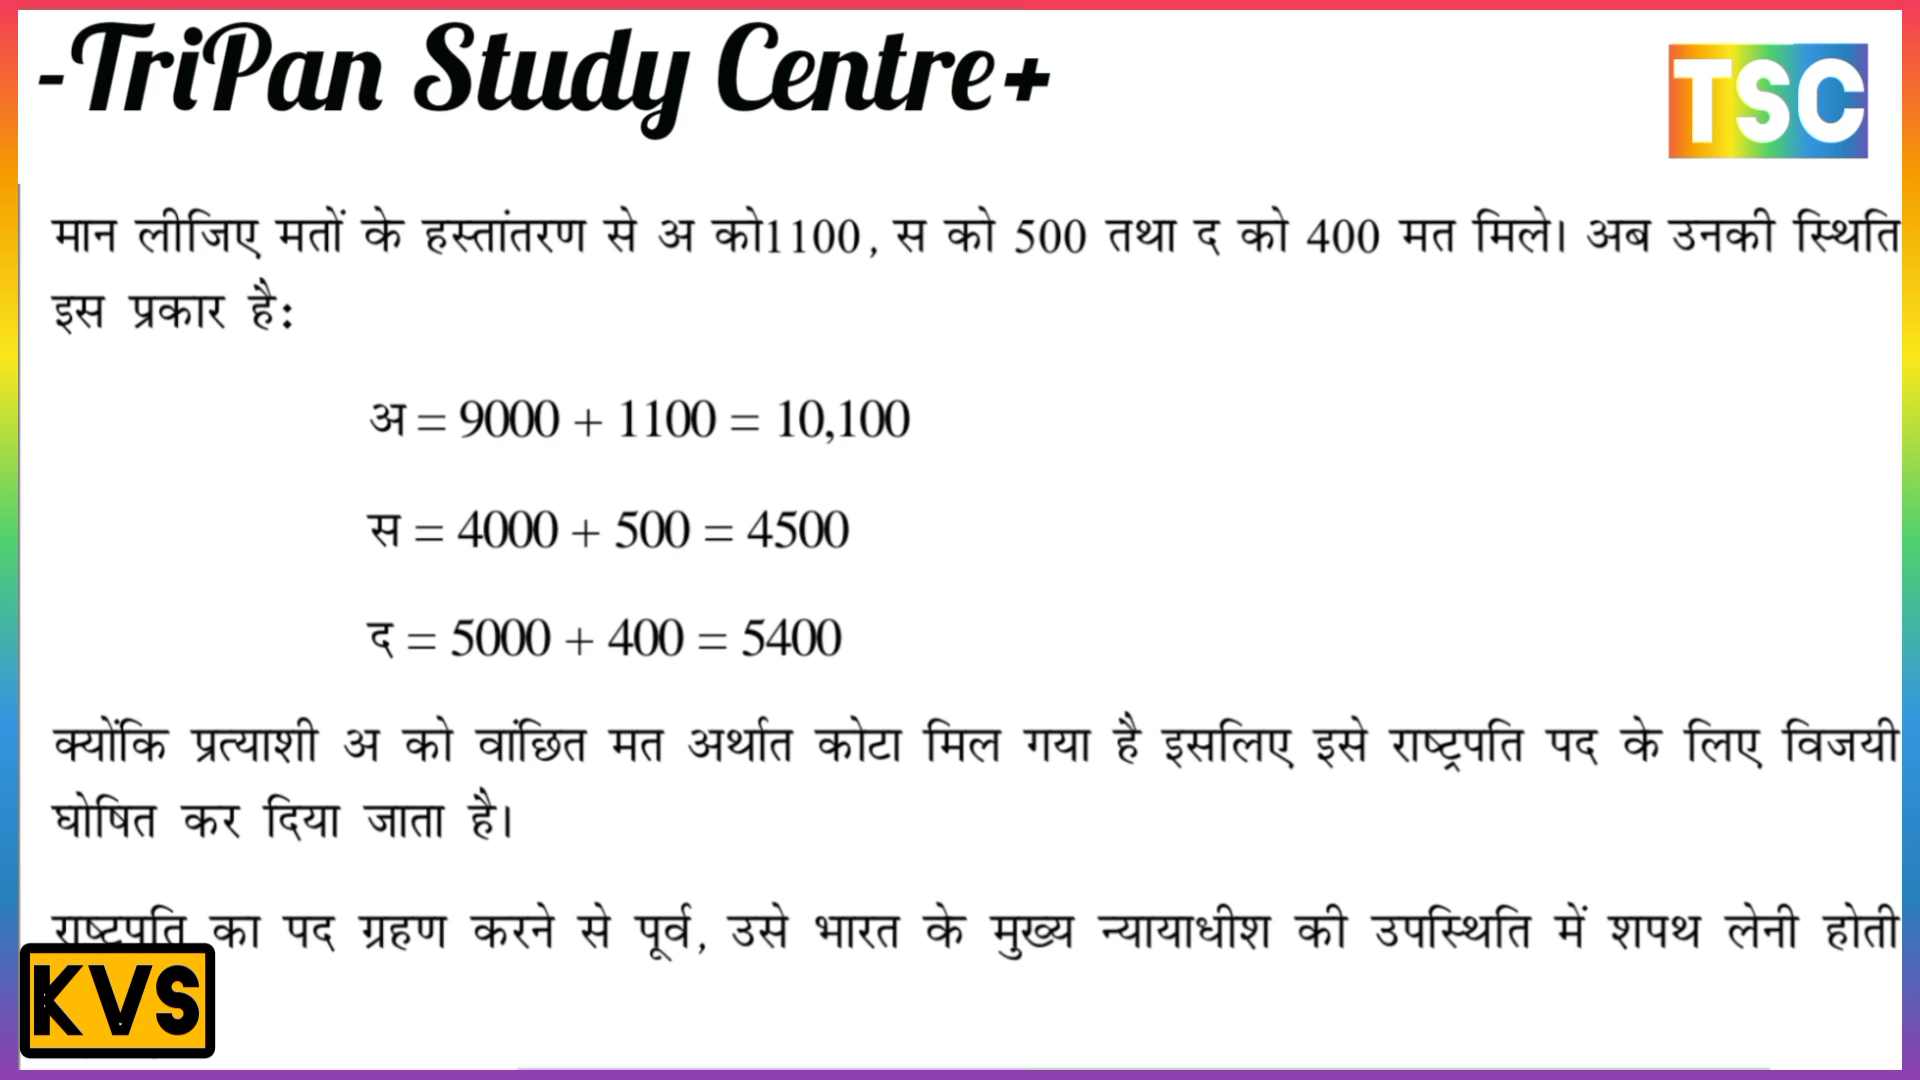 -TriPan Study Centre+
TSC
मान लीजिए मतों के हस्तांतरण से अ को1100, स को 500 तथा द को 400 मत मिले। अब उनकी स्थिति
इस प्रकार है:
अ = 9000 + 1100 = 10,100
स = 4000 + 500 = 4500
द = 5000 + 400 = 5400
क्योंकि प्रत्याशी अ को वांछित मत अर्थात कोटा मिल गया है इसलिए इसे राष्ट्रपति पद के लिए विजयी
घोषित कर दिया जाता है।
राष्ट्रपति का पद ग्रहण करने से पूर्व, उसे भारत के मुख्य न्यायाधीश की उपस्थिति में शपथ लेनी होती
KVS